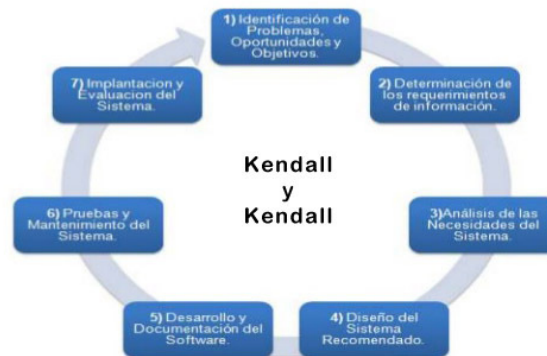 1) Identificación de
Problemas,
Oportunidades y
Objetivos.
2) Determinación de
los requerimientos
de información.
3)Análisis de las
Necesidades del
Sistema.
4) Diseño del
Sistema
Recomendado.
5) Desarrollo y
Documentación del
Software.
6) Pruebas y
Mantenimiento del
Sistema.
7) Implantacion y
Evaluacion del
Sistema.
Kendall
y
Kendall